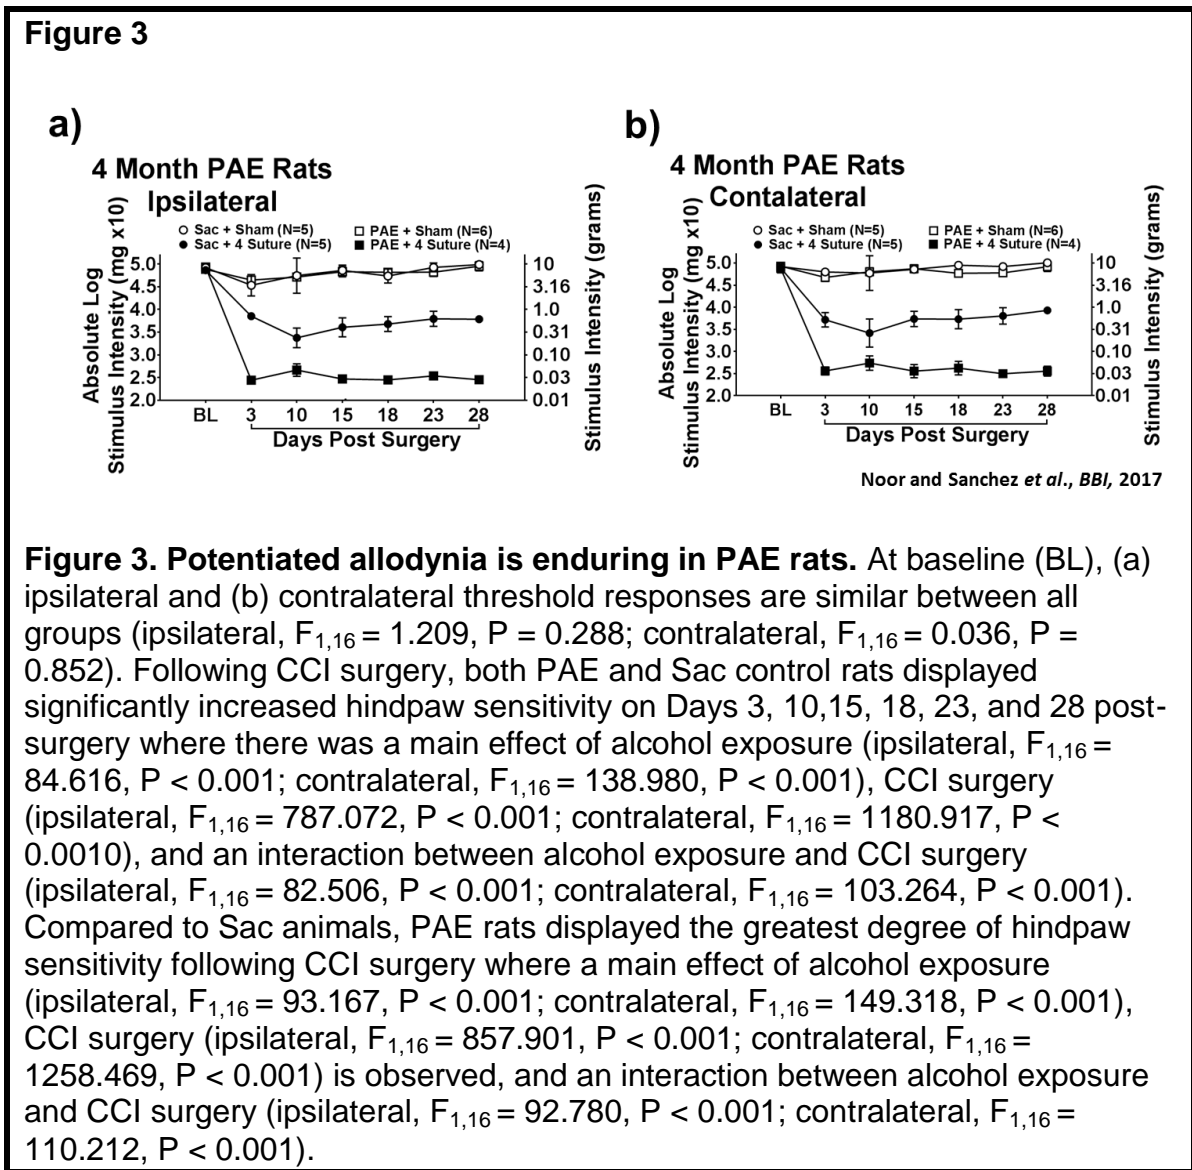 Figure 3
a)
4 Month PAE Rats
Ipsilateral
Sac + Sham (N=5)
PAE + Sham (N=6)
Sac + 4 Suture (N=5)
PAE + 4 Suture (N=4)
Absolute Log
Stimulus Intensity (mg x10)
5.0
4.5
4.0
3.5
3.0
2.5
2.0
10
3.16
1.0
0.31
0.10
0.03
0.01
Stimulus Intensity (grams)
BL 3 10 15 18 23 28
Days Post Surgery
b)
4 Month PAE Rats
Contalateral
Sac + Sham (N=5)
PAE + Sham (N=6)
Sac + 4 Suture (N=5)
PAE + 4 Suture (N=4)
Absolute Log
Stimulus Intensity (mg x10)
5.0
4.5
4.0
3.5
3.0
2.5
2.0
10
3.16
1.0
0.31
0.10
0.03
0.01
Stimulus Intensity (grams)
BL 3 10 15 18 23 28
Days Post Surgery
Noor and Sanchez et al., BBI, 2017
Figure 3. Potentiated allodynia is enduring in PAE rats. At baseline (BL), (a)
ipsilateral and (b) contralateral threshold responses are similar between all
groups (ipsilateral, F1,16 = 1.209, P = 0.288; contralateral, F1,16 = 0.036, P =
0.852). Following CCI surgery, both PAE and Sac control rats displayed
significantly increased hindpaw sensitivity on Days 3, 10,15, 18, 23, and 28 post-
surgery where there was a main effect of alcohol exposure (ipsilateral, F1,16 =
84.616, P < 0.001; contralateral, F1,16 = 138.980, P < 0.001), CCI surgery
(ipsilateral, F1,16 = 787.072, P < 0.001; contralateral, F1,16 = 1180.917, P <
0.0010), and an interaction between alcohol exposure and CCI surgery
(ipsilateral, F1,16 = 82.506, P < 0.001; contralateral, F1,16 = 103.264, P < 0.001).
Compared to Sac animals, PAE rats displayed the greatest degree of hindpaw
sensitivity following CCI surgery where a main effect of alcohol exposure
(ipsilateral, F1,16 = 93.167, P < 0.001; contralateral, F1,16 = 149.318, P < 0.001),
CCI surgery (ipsilateral, F1,16 = 857.901, P < 0.001; contralateral, F1,16 =
1258.469, P < 0.001) is observed, and an interaction between alcohol exposure
and CCI surgery (ipsilateral, F1,16 = 92.780, P < 0.001; contralateral, F1,16 =
110.212, P < 0.001).